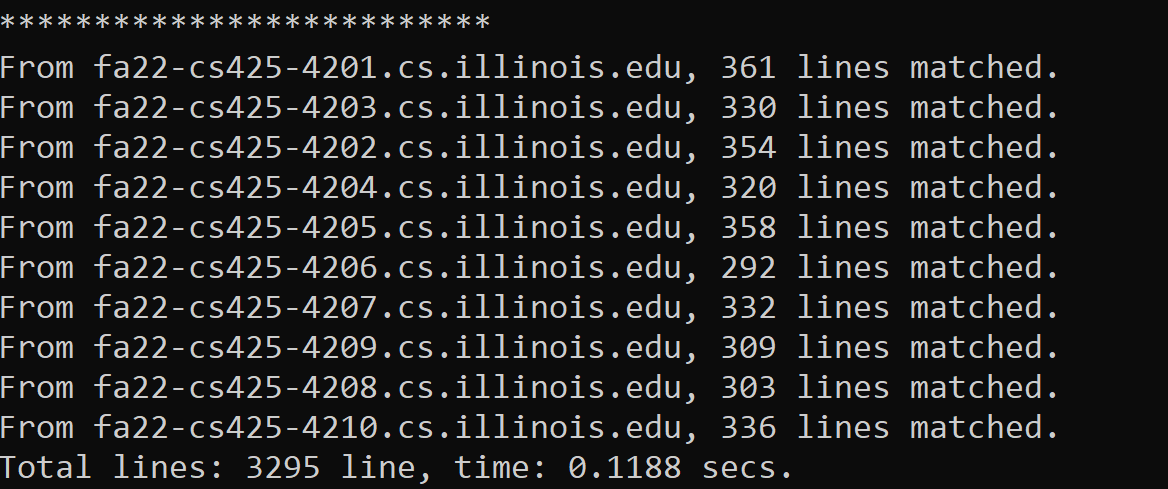 **************************
From fa22-cs425-4201.cs.illinois.edu, 361 lines matched.
From fa22-cs425-4203.cs.illinois.edu, 330 lines matched.
From fa22-cs425-4202.cs.illinois.edu, 354 lines matched.
From fa22-cs425-4204.cs.illinois.edu, 320 lines matched.
From fa22-cs425-4205.cs.illinois.edu, 358 lines matched.
From fa22-cs425-4206.cs.illinois.edu, 292 lines matched.
From fa22-cs425-4207.cs.illinois.edu, 332 lines matched.
From fa22-cs425-4209.cs.illinois.edu, 309 lines matched.
From fa22-cs425-4208.cs.illinois.edu, 303 lines matched.
From fa22-cs425-4210.cs.illinois.edu, 336 lines matched.
Total lines: 3295 line, time: 0.1188 secs.